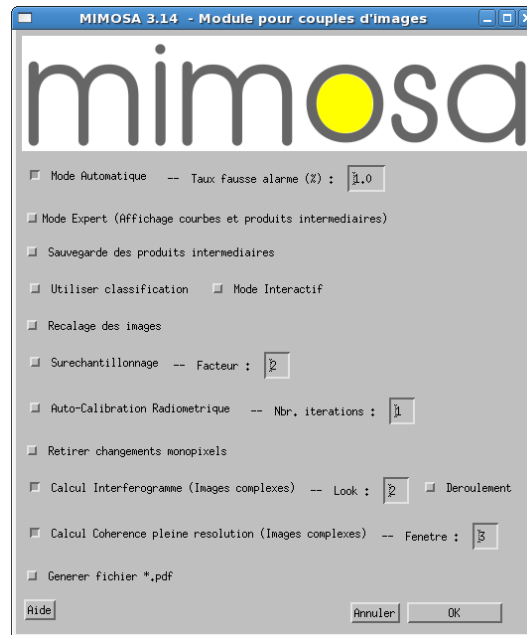 MIMOSA 3.14 - Module pour couples d'images
mimosa
Mode Automatique -- Taux fausse alarme (%) : 1.0
Mode Expert (Affichage courbes et produits intermediaires)
Sauvegarde des produits intermediaires
Utiliser classification Mode Interactif
Recalage des images
Surechantillonnage -- Facteur : 2
Auto-Calibration Radiometrique -- Nbr. iterations : 1
Retirer changements monopixels
Calcul Interferogramme (Images complexes) -- Look : 2 Deroulement
Calcul Coherence pleine resolution (Images complexes) -- Fenetre : 3
Generer fichier *.pdf
Aide Annuler OK